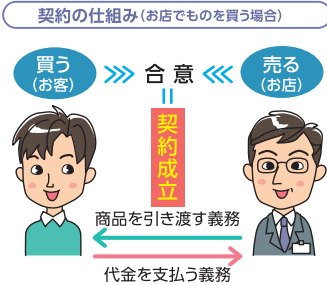 契約の仕組み(お店でものを買う場合)
買う
(お客)
合意
売る
(お店)
契約成立
商品を引き渡す義務
代金を支払う義務